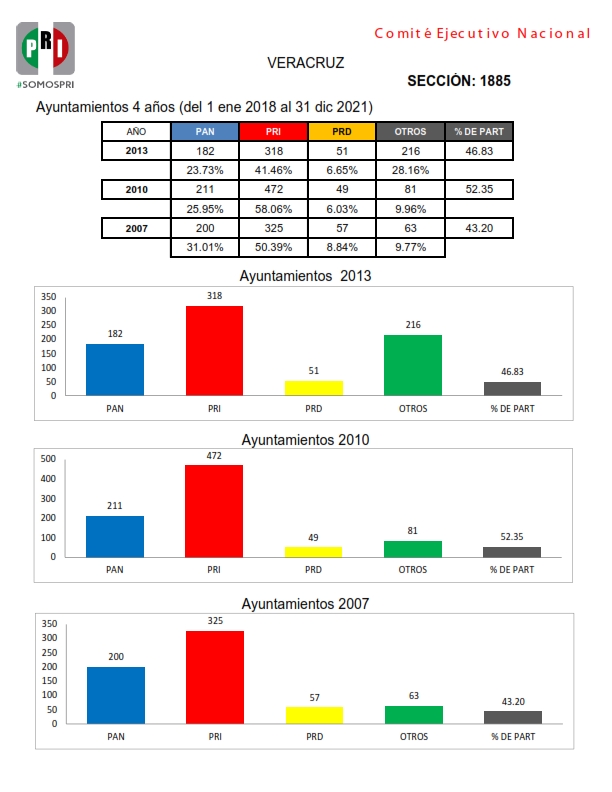 PRI
#SOMOSPRI
Comité Ejecutivo Nacional
VERACRUZ
SECCIÓN: 1885
Ayuntamientos 4 años (del 1 ene 2018 al 31 dic 2021)
AÑO PAN PRI PRD OTROS % DE PART
2013 182 318 51 216 46.83
23.73% 41.46% 6.65% 28.16%
2010 211 472 49 81 52.35
25.95% 58.06% 6.03% 9.96%
2007 200 325 57 63 43.20
31.01% 50.39% 8.84% 9.77%
Ayuntamientos 2013
350
300
250
200
150
100
50
0
182
318
51
216
46.83
PAN PRI PRD OTROS % DE PART
Ayuntamientos 2010
500
400
300
200
100
0
211
472
49
81
52.35
PAN PRI PRD OTROS % DE PART
Ayuntamientos 2007
350
300
250
200
150
100
50
0
200
325
57
63
43.20
PAN PRI PRD OTROS % DE PART